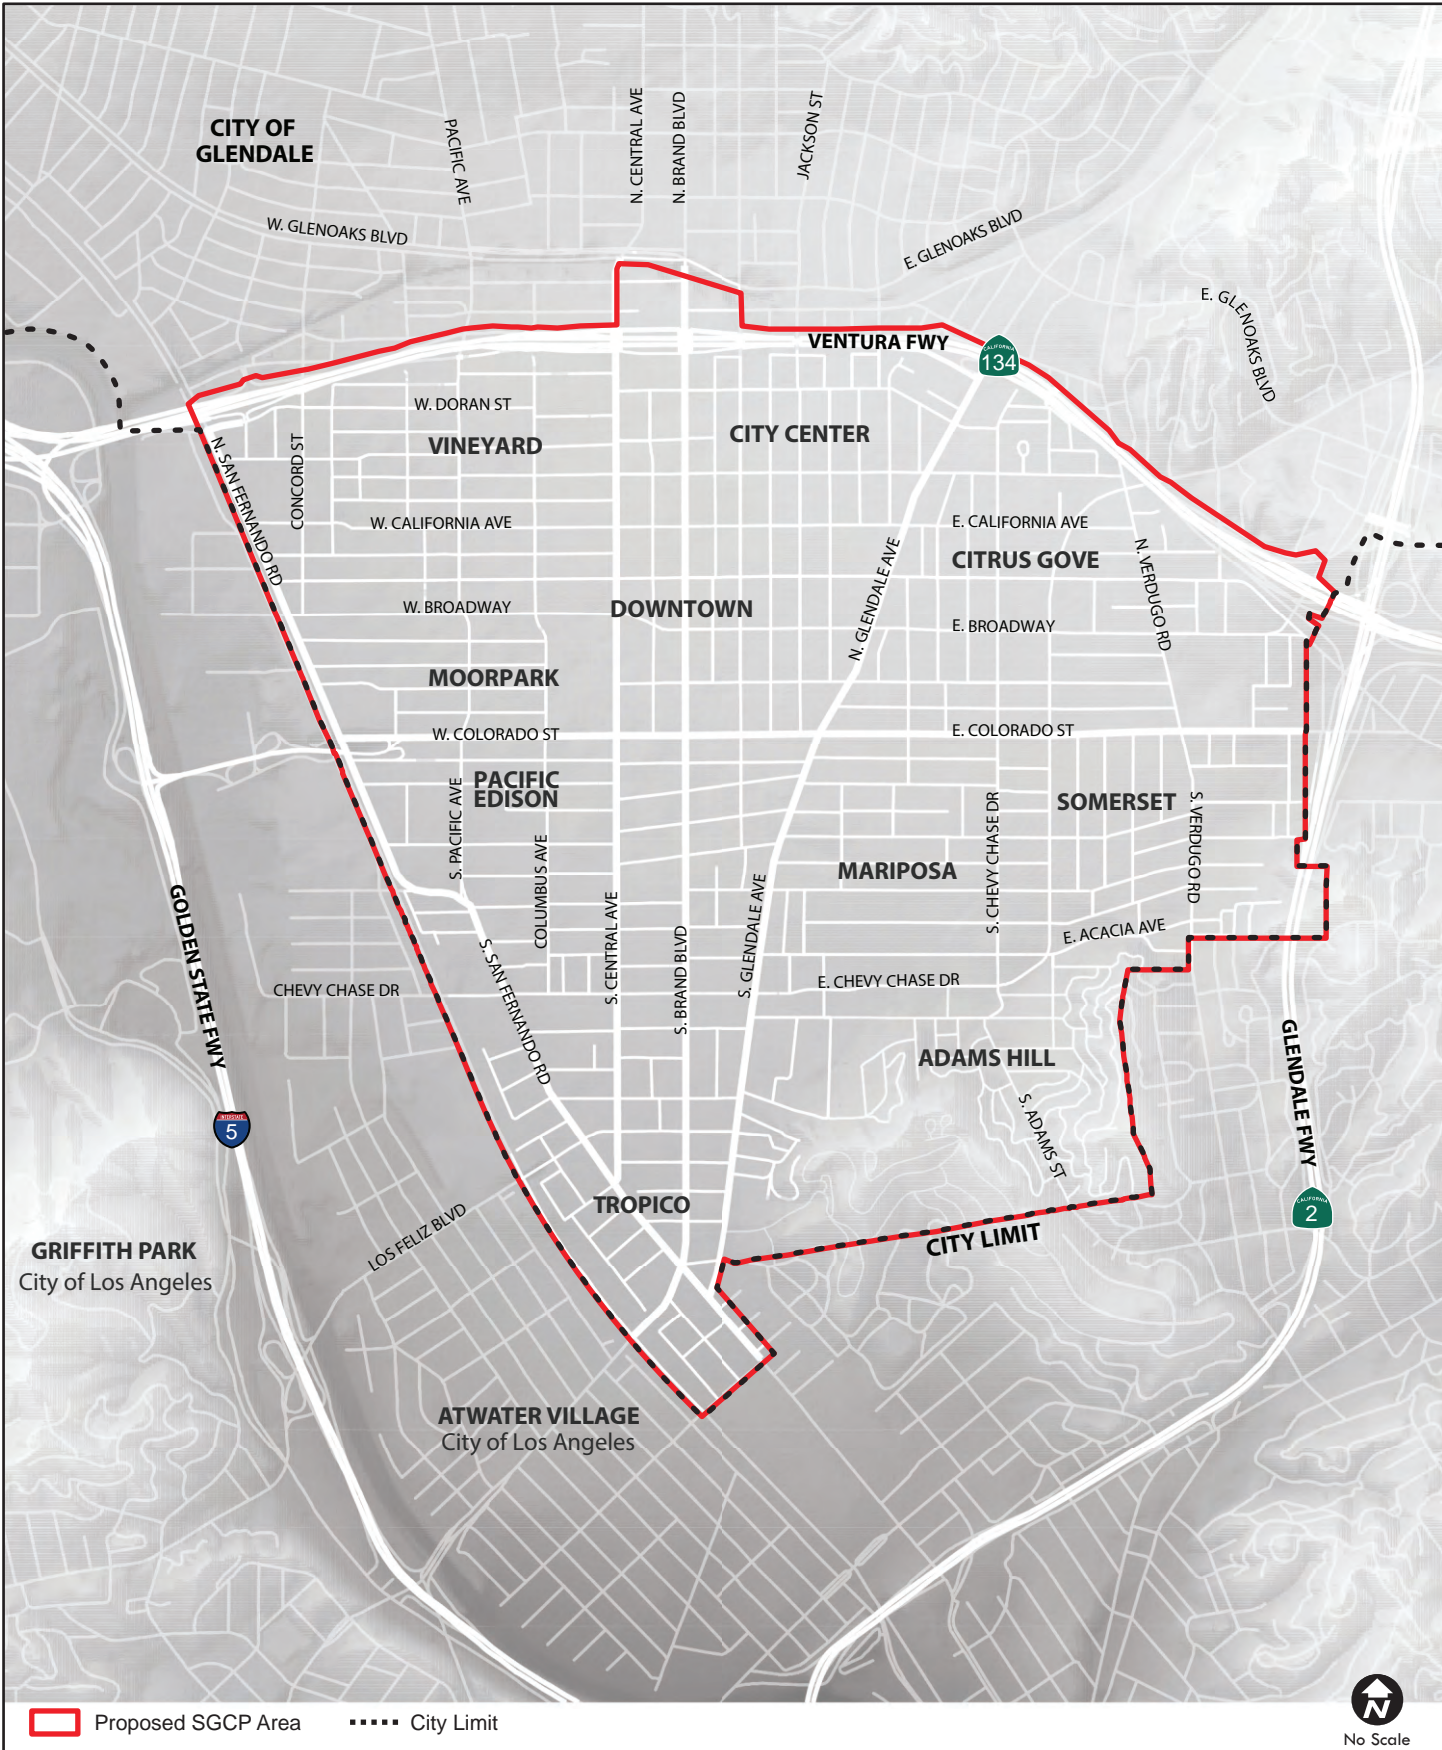 CITY OF
GLENDALE
PACIFIC AVE
N. CENTRAL AVE
N. BRAND BLVD
JACKSON ST
W. GLENOAKS BLVD
E. GLENOAKS BLVD
E. GLENOAKS BLVD
VENTURA FWY
CALIFORNIA
134
W. DORAN ST
VINEYARD
CITY CENTER
N. SAN FERNANDO RD
CONCORD ST
W. CALIFORNIA AVE
E. CALIFORNIA AVE
CITRUS GOVE
N. VERDUGO RD
N. GLENDALE AVE
W. BROADWAY
DOWNTOWN
E. BROADWAY
MOORPARK
W. COLORADO ST
E. COLORADO ST
PACIFIC
EDISON
S. PACIFIC AVE
COLUMBUS AVE
SOMERSET
S. CHEVY CHASE DR
S. VERDUGO RD
MARIPOSA
GOLDEN STATE FWY
S. CENTRAL AVE
S. BRAND BLVD
S. GLENDALE AVE
E. ACACIA AVE
CHEVY CHASE DR
S. SAN FERNANDO RD
E. CHEVY CHASE DR
ADAMS HILL
GLENDALE FWY
S. ADAMS ST
INTERSTATE
5
TROPICO
CALIFORNIA
2
LOS FELIZ BLVD
CITY LIMIT
GRIFFITH PARK
City of Los Angeles
ATWATER VILLAGE
City of Los Angeles
Proposed SGCP Area
City Limit
N
No Scale